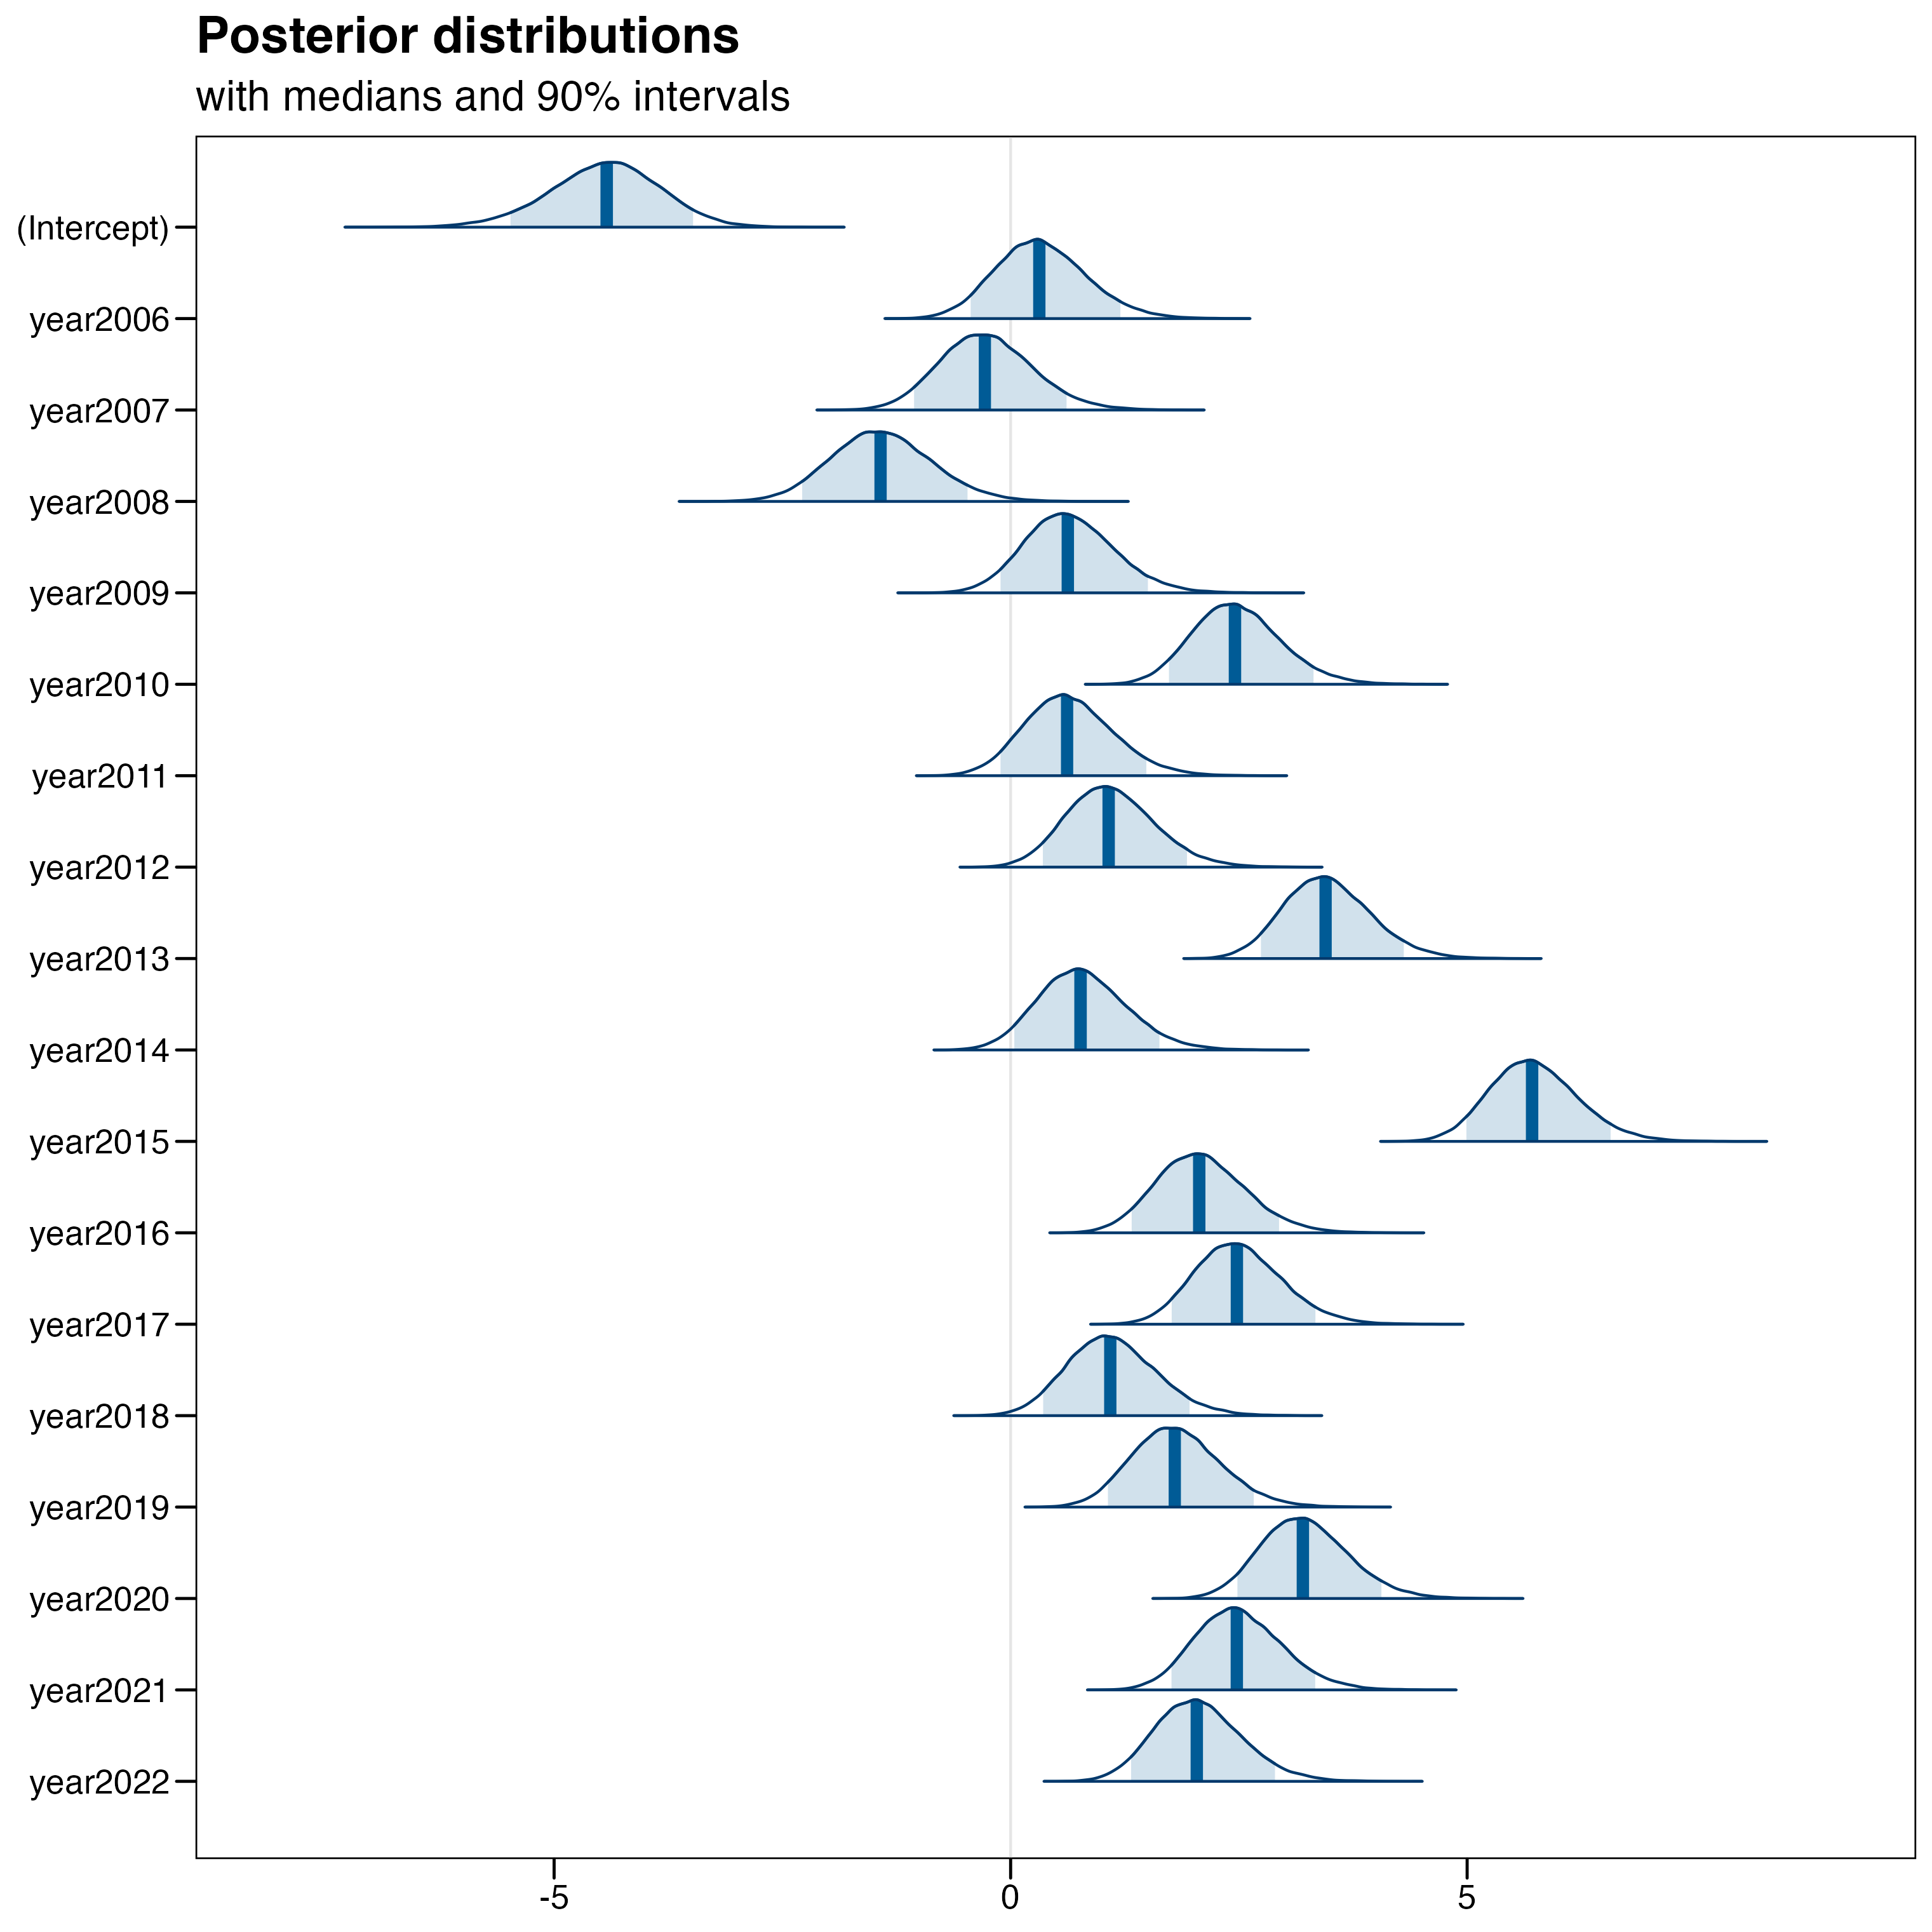 Posterior distributions
with medians and 90% intervals
(Intercept)
year2006
year2007
year2008
year2009
year2010
year2011
year2012
year2013
year2014
year2015
year2016
year2017
year2018
year2019
year2020
year2021
year2022
-5 0 5